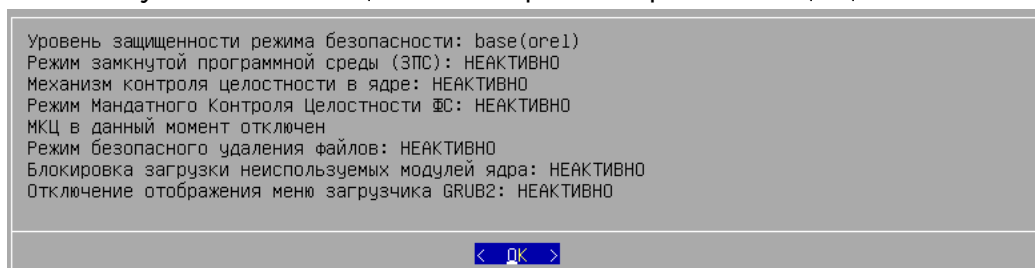 Уровень защищенности режима безопасности: base(orel)
Режим замкнутой программной среды (ЗПС): НЕАКТИВНО
Механизм контроля целостности в ядре: НЕАКТИВНО
Режим Мандатного Контроля Целостности ФС: НЕАКТИВНО
МКЦ в данный момент отключен
Режим безопасного удаления файлов: НЕАКТИВНО
Блокировка загрузки неиспользуемых модулей ядра: НЕАКТИВНО
Отключение отображения меню загрузчика GRUB2: НЕАКТИВНО
< OK >